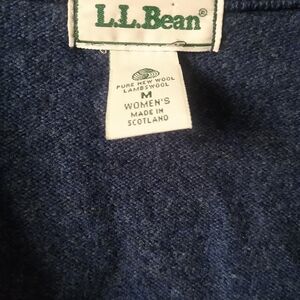 L.L.Bean®
PURE NEW WOOL
LAMBSWOOL
M
WOMEN'S
MADE IN
SCOTLAND